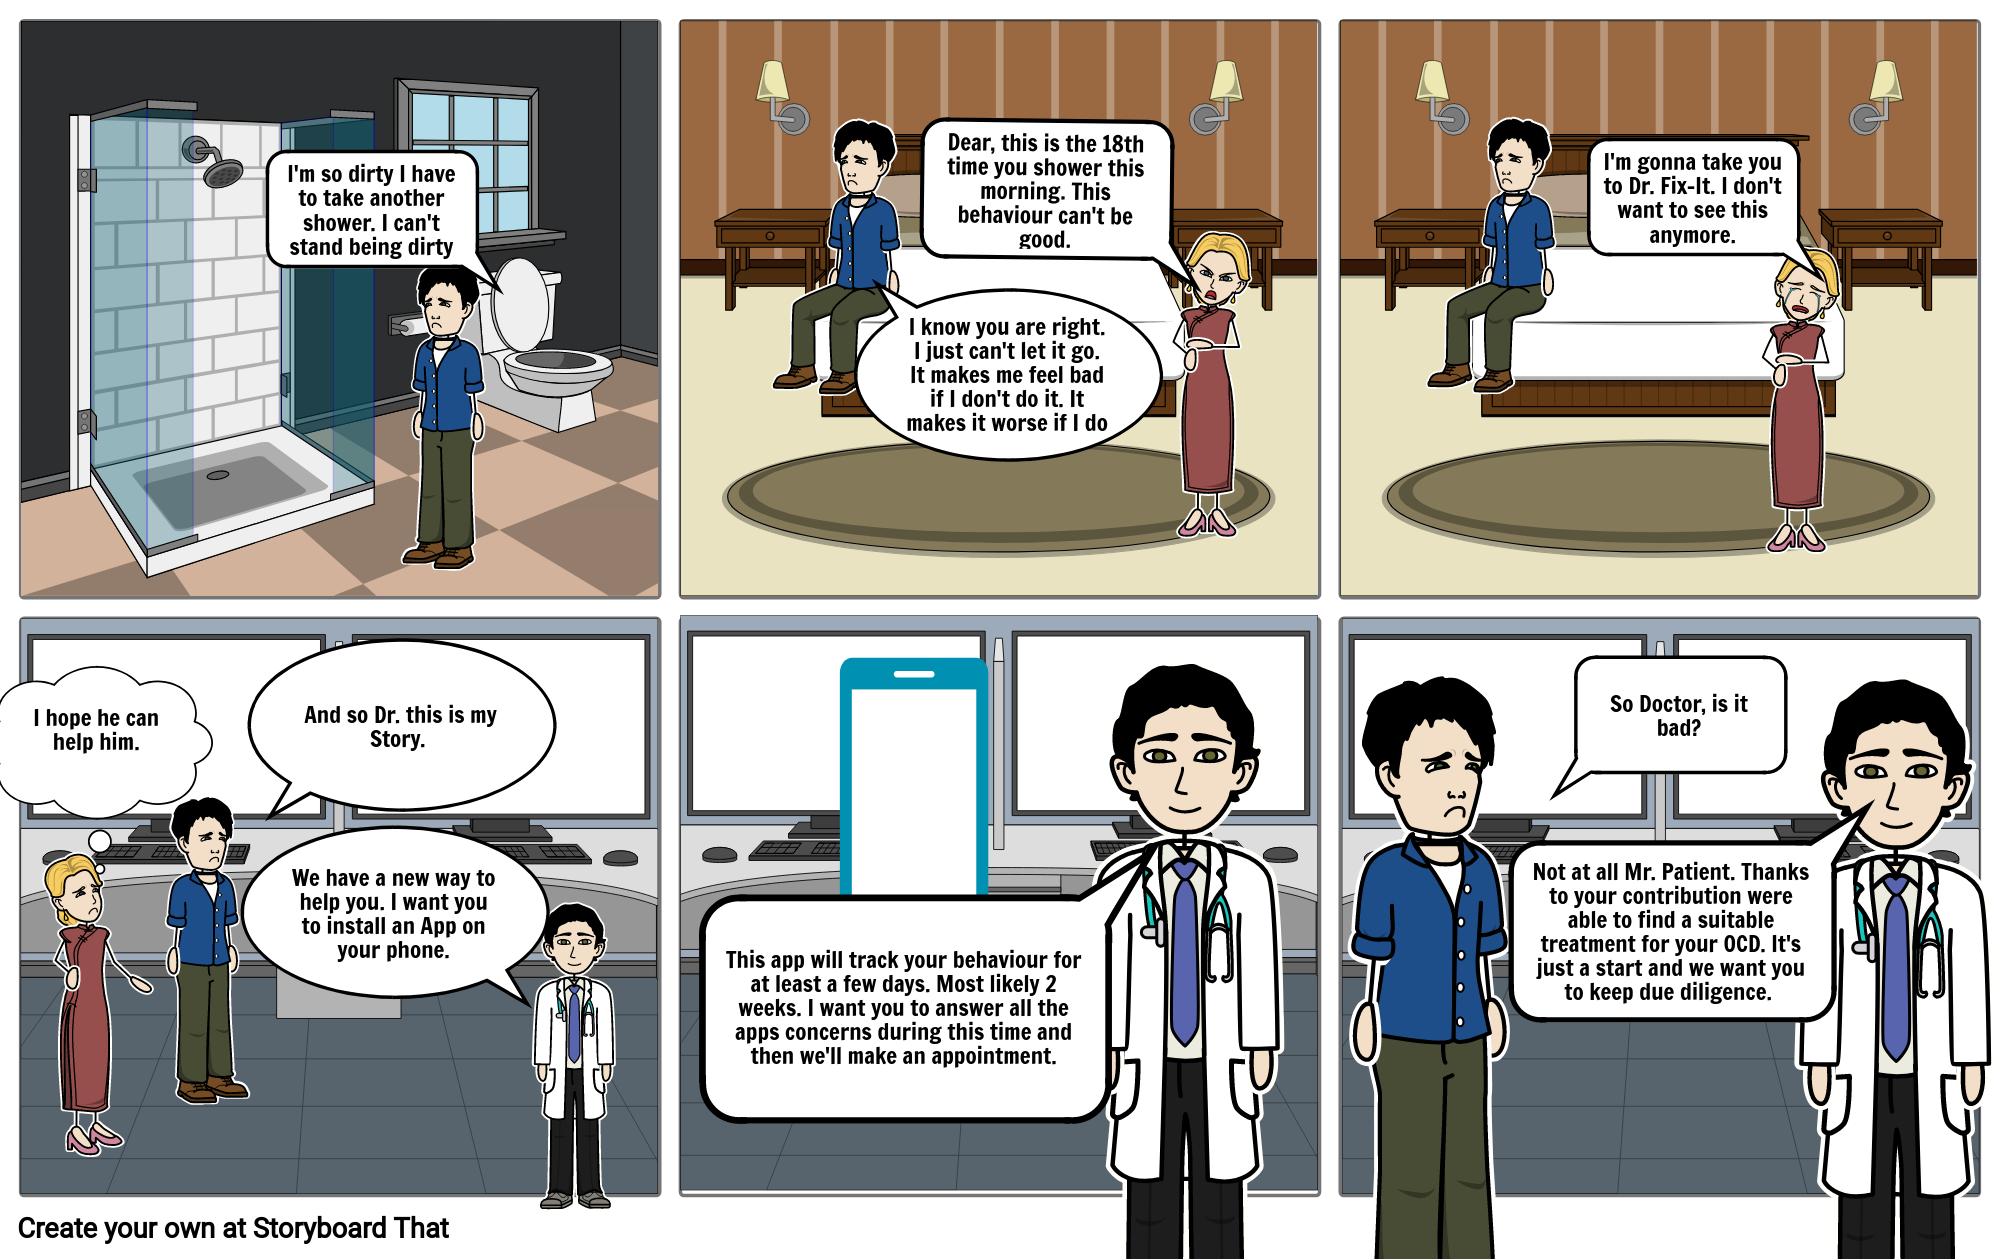 I'm so dirty I have
to take another
shower. I can't
stand being dirty
Dear, this is the 18th
time you shower this
morning. This
behaviour can't be
good.
I know you are right.
I just can't let it go.
It makes me feel bad
if I don't do it. It
makes it worse if I do
I'm gonna take you
to Dr. Fix-It. I don't
want to see this
anymore.
I hope he can
help him.
And so Dr. this is my
Story.
We have a new way to
help you. I want you
to install an App on
your phone.
This app will track your behaviour for
at least a few days. Most likely 2
weeks. I want you to answer all the
apps concerns during this time and
then we'll make an appointment.
So Doctor, is it
bad?
Not at all Mr. Patient. Thanks
to your contribution were
able to find a suitable
treatment for your OCD. It's
just a start and we want you
to keep due diligence.
Create your own at Storyboard That